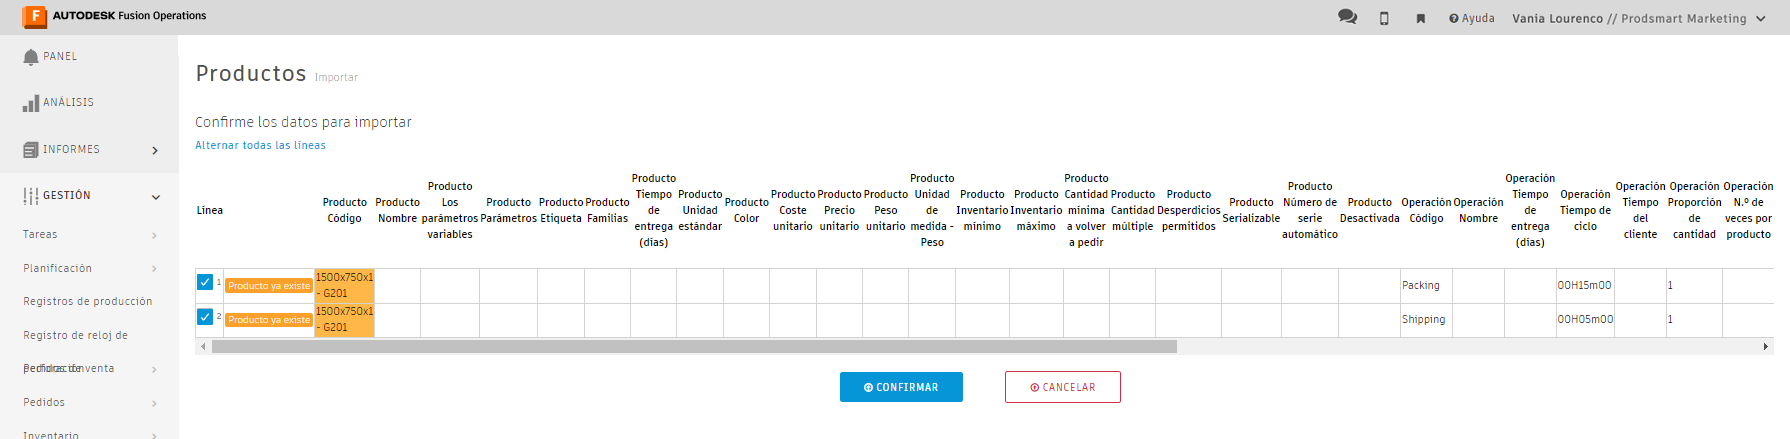 F AUTODESK Fusion Operations
Ayuda Vania Lourenco // Prodsmart Marketing
PANEL
ANÁLISIS
INFORMES
GESTIÓN
Tareas
Planificación
Registros de producción
Registro de reloj de
Pedidos
Inventario
Productos Importar
Confirme los datos para importar
Alternar todas las líneas
Línea
Producto Código
Producto Nombre
Producto Los parámetros variables
Producto Parámetros
Producto Etiqueta
Producto Familias
Producto Tiempo de entrega (días)
Producto Unidad estándar
Producto Color
Producto Coste unitario
Producto Precio unitario
Producto Peso unitario
Producto Unidad de medida - Peso
Producto Inventario mínimo
Producto Inventario máximo
Producto Cantidad mínima a volver a pedir
Producto Cantidad múltiple
Producto Desperdicios permitidos
Producto Serializable
Producto Número de serie automático
Producto Desactivada
Operación Código
Operación Nombre
Operación Tiempo de entrega (días)
Operación Tiempo de ciclo
Operación Tiempo del cliente
Operación Proporción de cantidad
Operación N.º de veces por producto
1 Producto ya existe 1500x750x1 - G201 Packing 00H15m00 1
2 Producto ya existe 1500x750x1 - G201 Shipping 00H05m00 1
CONFIRMAR
CANCELAR